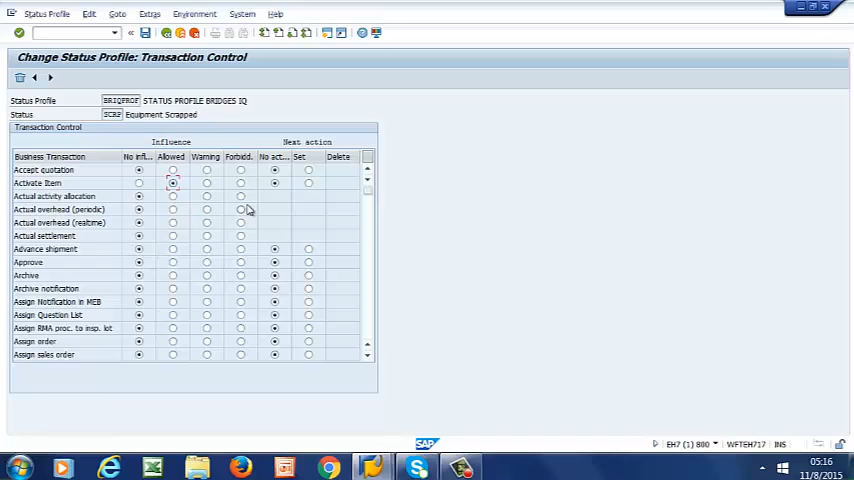 Status Profile Edit Goto Extras Environment System Help
Change Status Profile: Transaction Control
Status Profile BRIQPROF STATUS PROFILE BRIDGES IQ
Status SCRP Equipment Scrapped
Transaction Control
Influence Next action
Business Transaction No infl... Allowed Warning Forbidd. No act... Set Delete
Accept quotation
Activate Item
Actual activity allocation
Actual overhead (periodic)
Actual overhead (realtime)
Actual settlement
Advance shipment
Approve
Archive
Archive notification
Assign Notification in MEB
Assign Question List
Assign RMA proc. to insp. lot
Assign order
Assign sales order
SAP
EH7 (1) 800 WFTEH717 INS
05:16
11/8/2015